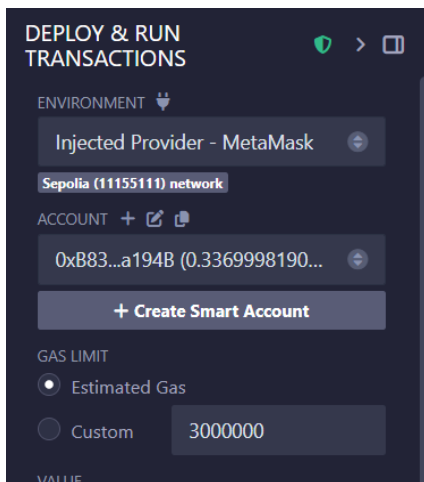 DEPLOY & RUN
TRANSACTIONS
ENVIRONMENT
Injected Provider - MetaMask
Sepolia (11155111) network
ACCOUNT
0xB83...a194B (0.3369998190...
+ Create Smart Account
GAS LIMIT
Estimated Gas
Custom
3000000
VALUE